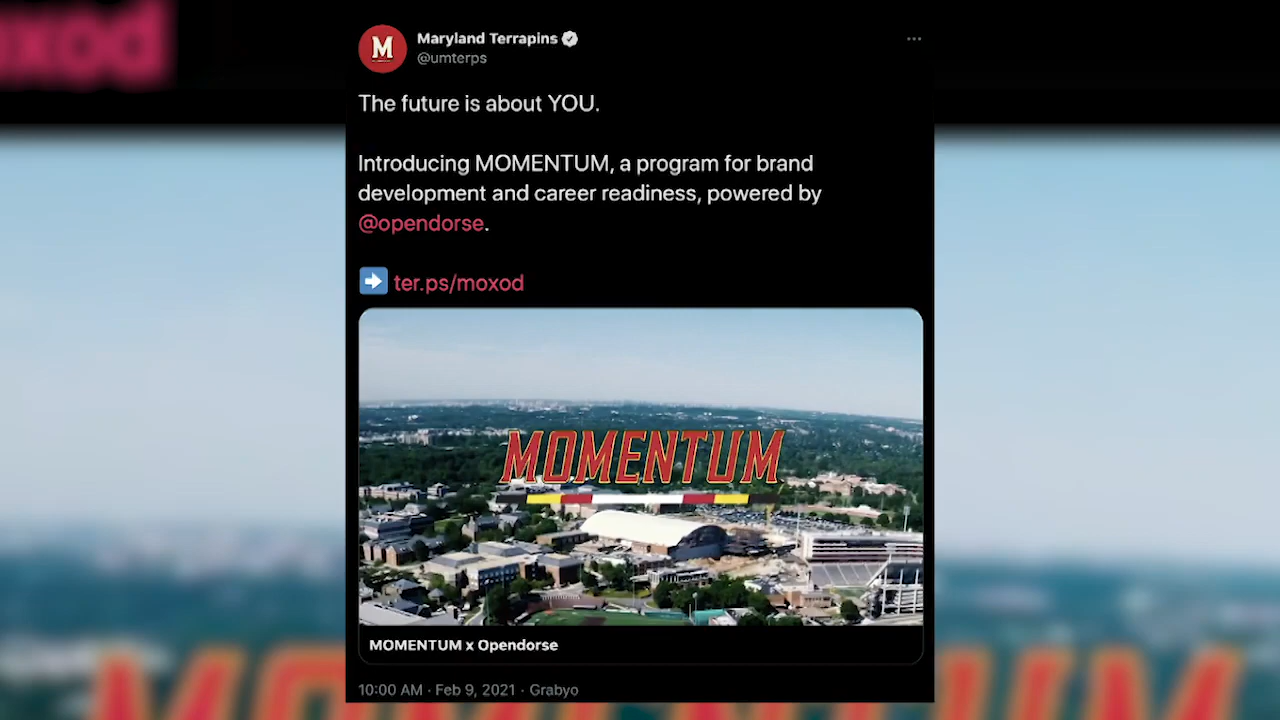 M
Maryland Terrapins
@umterps
The future is about YOU.
Introducing MOMENTUM, a program for brand
development and career readiness, powered by
@opendorse.
ter.ps/moxod
MOMENTUM
MOMENTUM x Opendorse
10:00 AM · Feb 9, 2021 · Grabyo